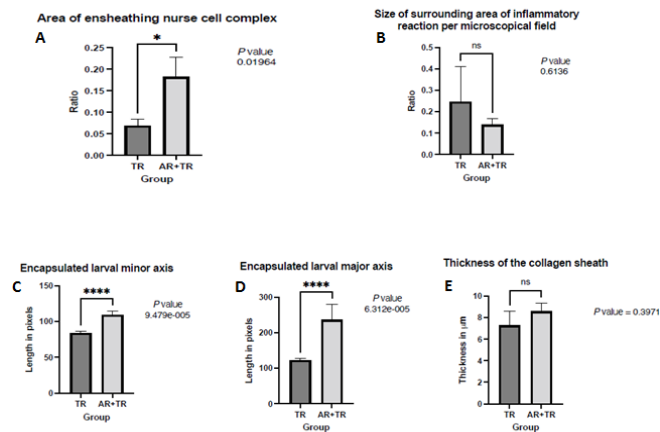 Area of ensheathing nurse cell complex
A
*
P value
0.01964
0.25
0.20
0.15
0.10
0.05
0.00
Ratio
TR
AR+TR
Group
Size of surrounding area of inflammatory
reaction per microscopical field
B
ns
P value
0.6136
0.6
0.5
0.4
0.3
0.2
0.1
0.0
Ratio
TR
AR+TR
Group
Encapsulated larval minor axis
C
****
P value
9.479e-005
150
100
50
0
Length in pixels
TR
AR+TR
Group
Encapsulated larval major axis
D
****
P value
6.312e-005
300
200
100
0
Length in pixels
TR
AR+TR
Group
Thickness of the collagen sheath
E
ns
P value = 0.3971
10
8
6
4
2
0
Thickness in µm
TR
AR+TR
Group